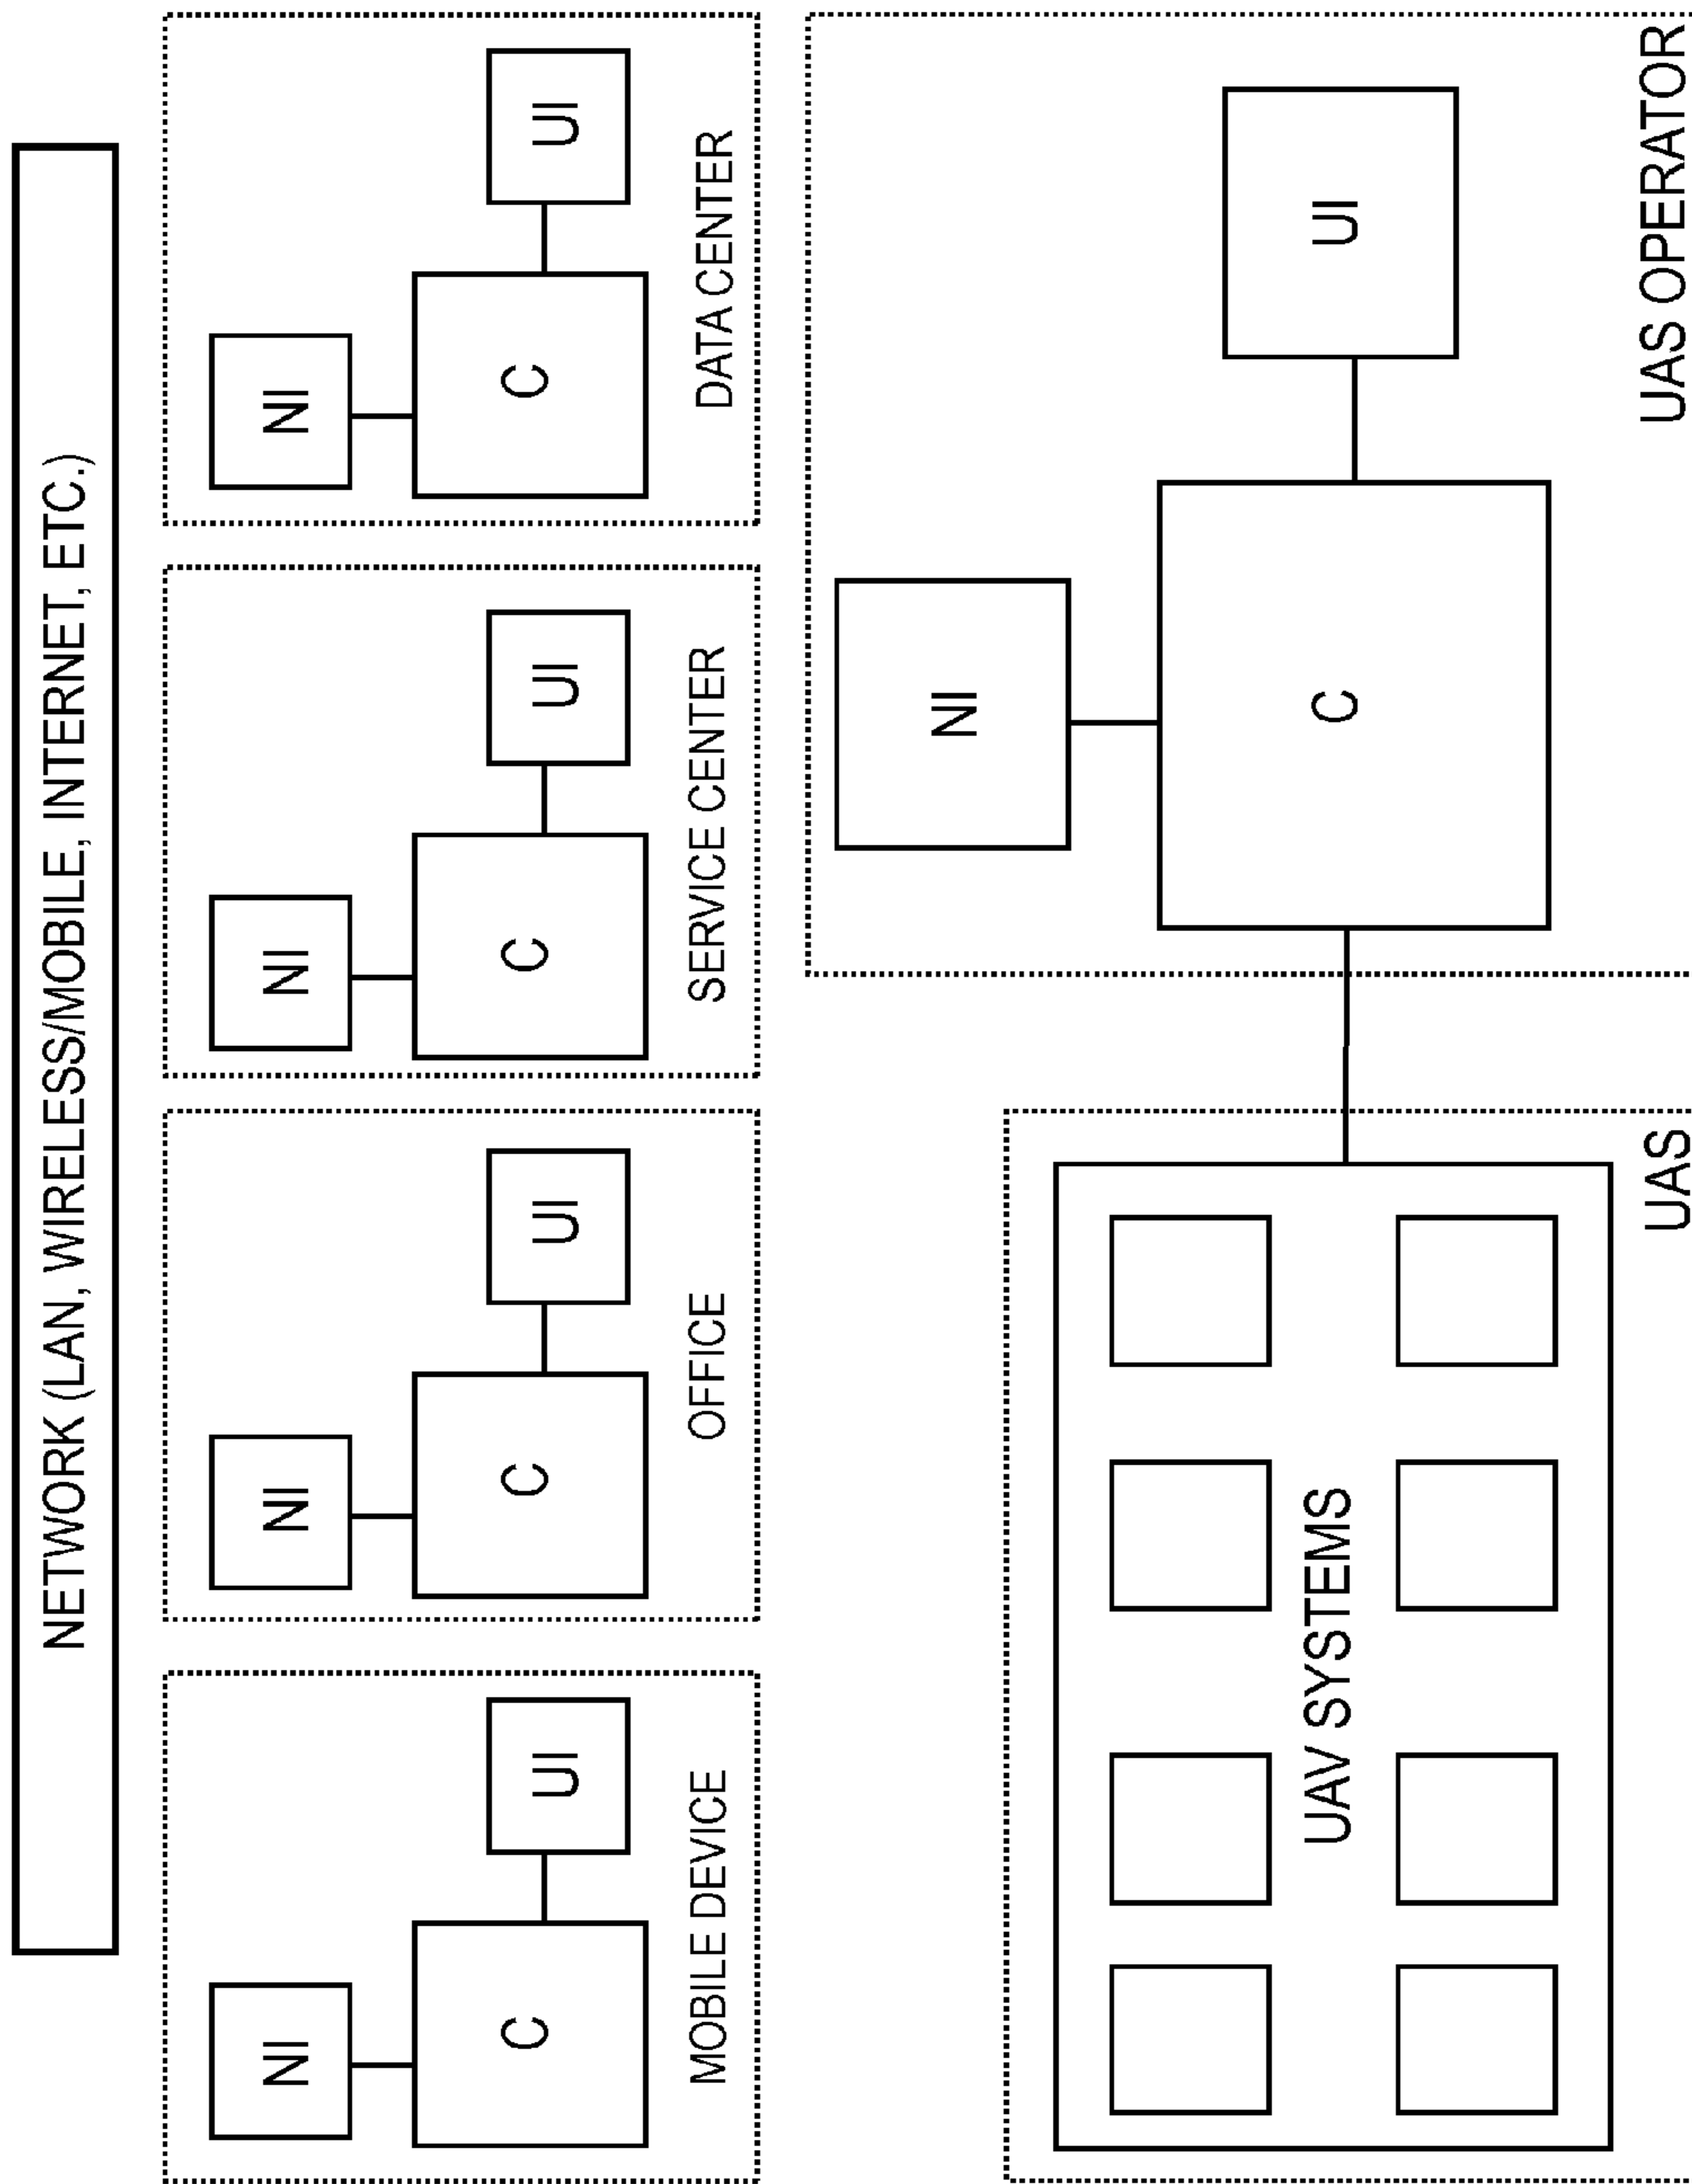 NETWORK (LAN, WIRELESS/MOBILE, INTERNET, ETC.)
NI
C
UI
MOBILE DEVICE
NI
C
UI
OFFICE
NI
C
UI
SERVICE CENTER
NI
C
UI
DATA CENTER
UAV SYSTEMS
UAS
NI
C
UI
UAS OPERATOR